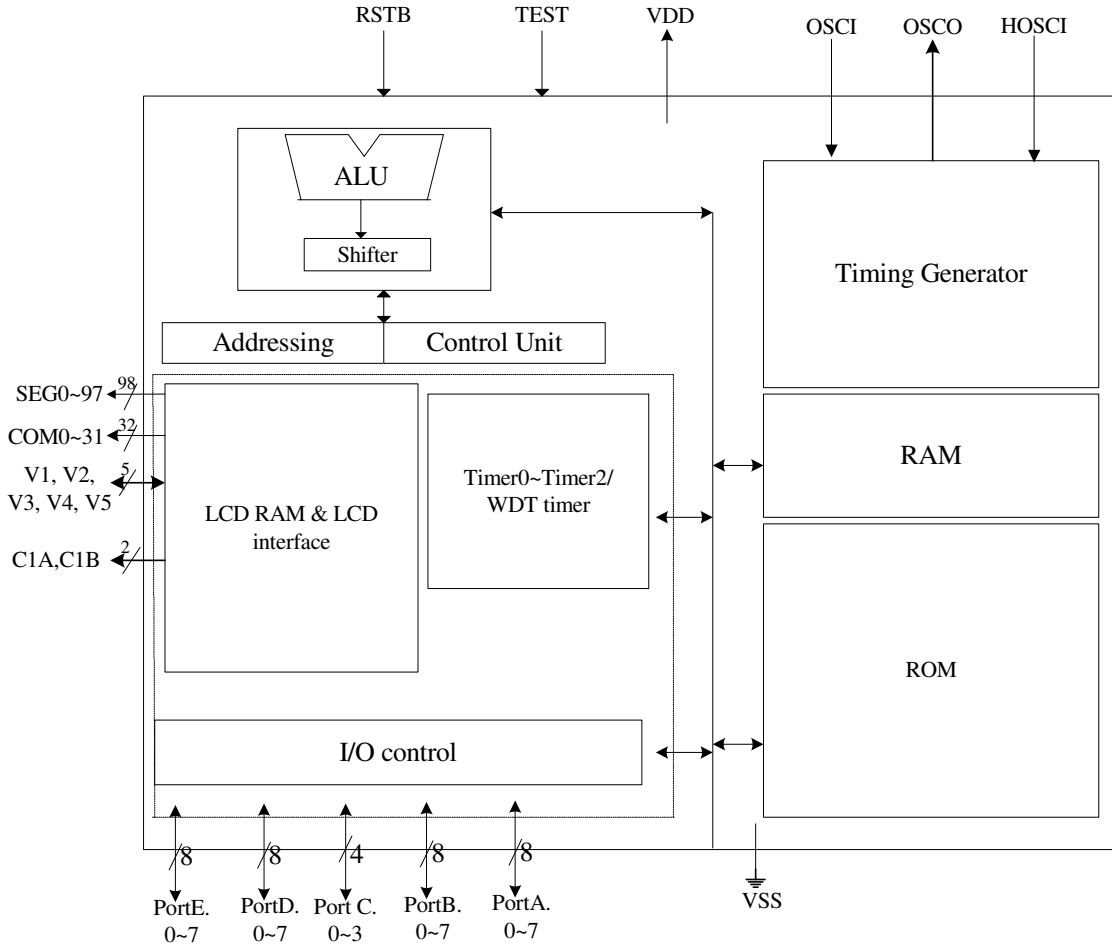 RSTB
TEST
VDD
OSCI
OSCO
HOSCI
ALU
Shifter
Timing Generator
Addressing
Control Unit
SEG0~97
98
COM0~31
32
V1, V2,
V3, V4, V5
5
C1A,C1B
2
LCD RAM & LCD
interface
Timer0~Timer2/
WDT timer
RAM
ROM
I/O control
8
8
4
8
8
PortE.
0~7
PortD.
0~7
Port C.
0~3
PortB.
0~7
PortA.
0~7
VSS